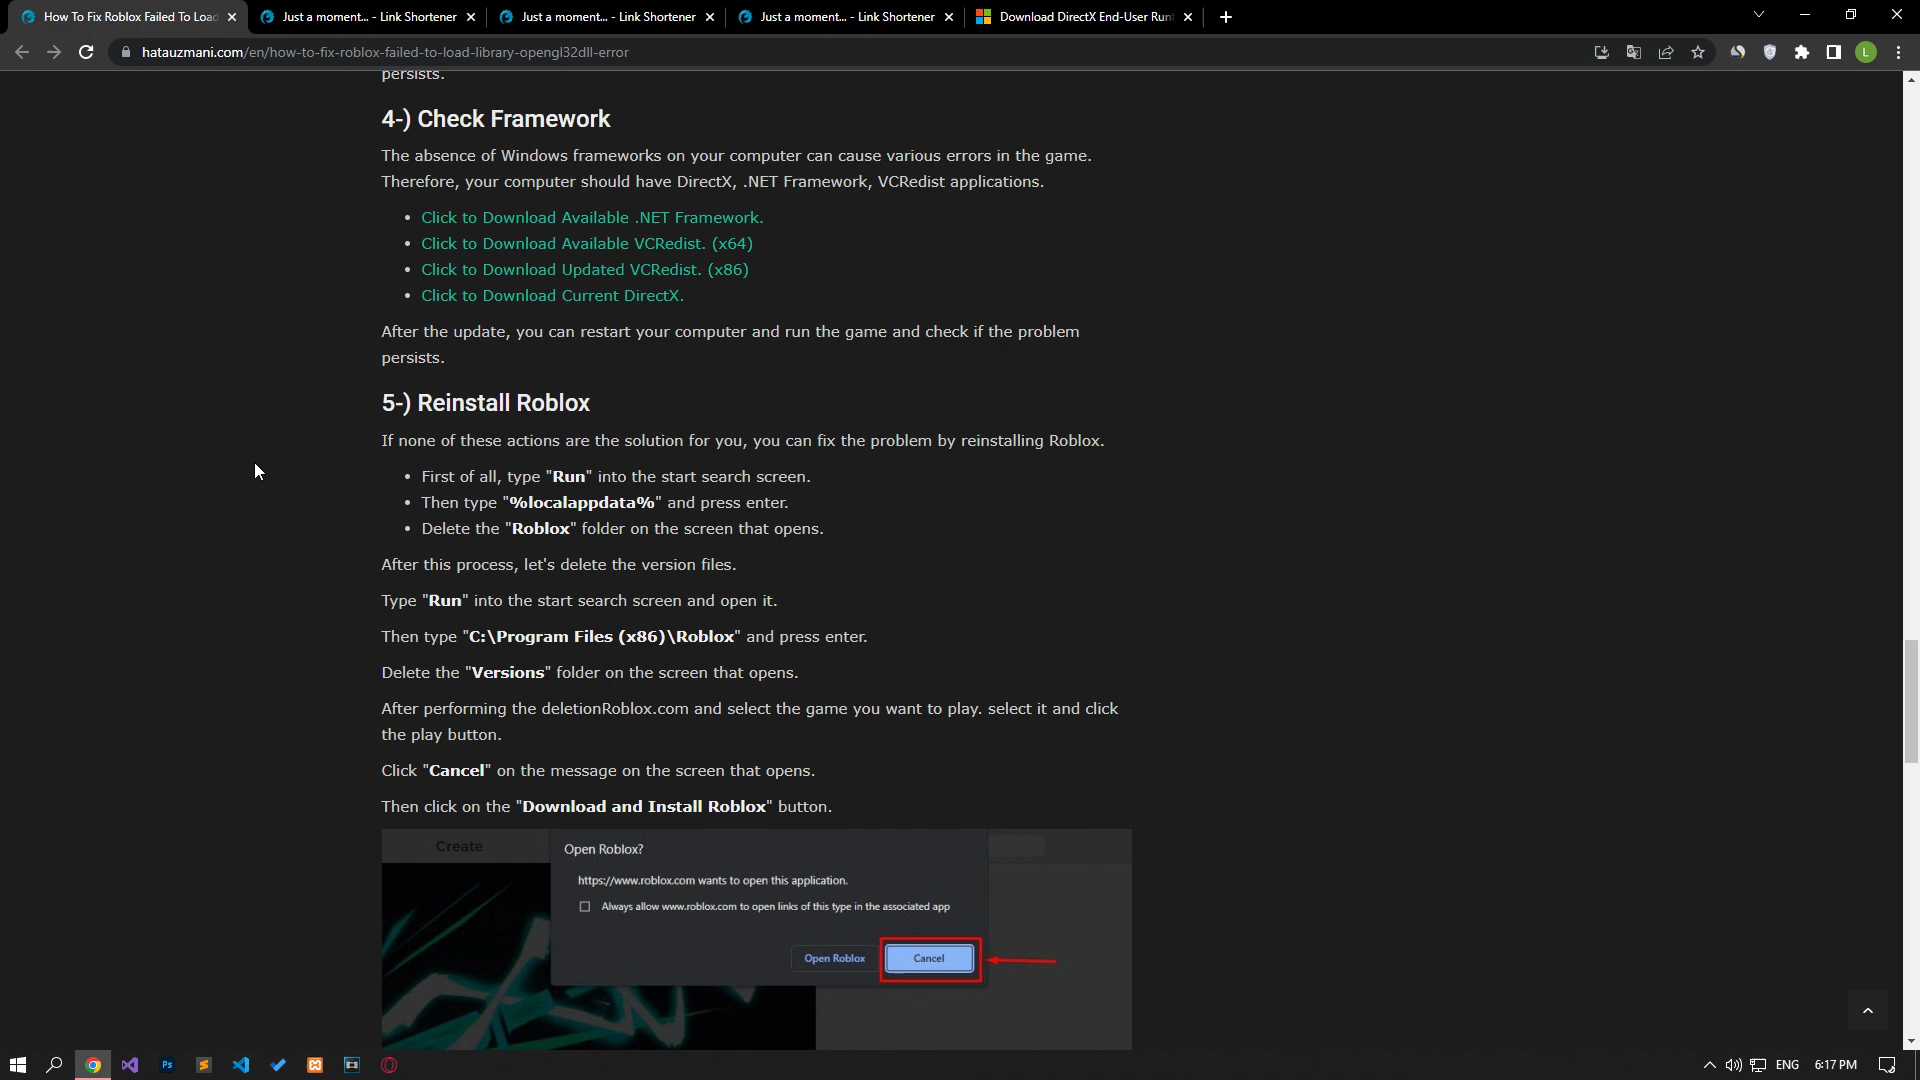 How To Fix Roblox Failed To Load
Just a moment... - Link Shortener
Just a moment... - Link Shortener
Just a moment... - Link Shortener
Download DirectX End-User Run
hatauzmani.com/en/how-to-fix-roblox-failed-to-load-library-opengl32dll-error
L
persists.
4-) Check Framework
The absence of Windows frameworks on your computer can cause various errors in the game.
Therefore, your computer should have DirectX, .NET Framework, VCRedist applications.
• Click to Download Available .NET Framework.
• Click to Download Available VCRedist. (x64)
• Click to Download Updated VCRedist. (x86)
• Click to Download Current DirectX.
After the update, you can restart your computer and run the game and check if the problem
persists.
5-) Reinstall Roblox
If none of these actions are the solution for you, you can fix the problem by reinstalling Roblox.
• First of all, type "Run" into the start search screen.
• Then type "%localappdata%" and press enter.
• Delete the "Roblox" folder on the screen that opens.
After this process, let's delete the version files.
Type "Run" into the start search screen and open it.
Then type "C:\Program Files (x86)\Roblox" and press enter.
Delete the "Versions" folder on the screen that opens.
After performing the deletionRoblox.com and select the game you want to play. select it and click
the play button.
Click "Cancel" on the message on the screen that opens.
Then click on the "Download and Install Roblox" button.
Create
Open Roblox?
https://www.roblox.com wants to open this application.
Always allow www.roblox.com to open links of this type in the associated app
Open Roblox
Cancel
Ps
ENG
6:17 PM